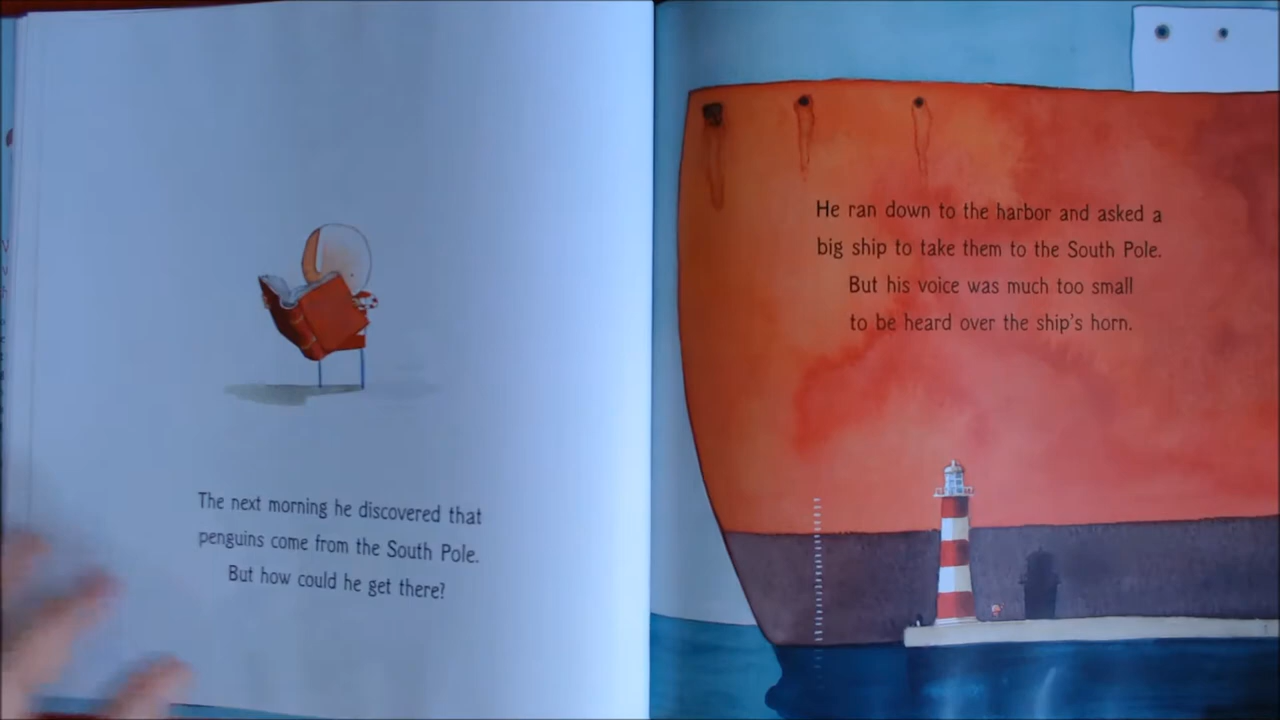 The next morning he discovered that
penguins come from the South Pole.
But how could he get there?
He ran down to the harbor and asked a
big ship to take them to the South Pole.
But his voice was much too small
to be heard over the ship's horn.